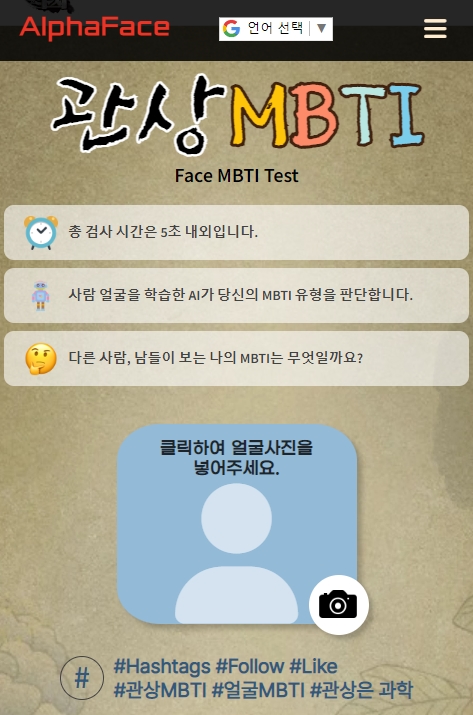 AlphaFace
언어 선택 ▼
관상MBTI
Face MBTI Test
총 검사 시간은 5초 내외입니다.
사람 얼굴을 학습한 AI가 당신의 MBTI 유형을 판단합니다.
다른 사람, 남들이 보는 나의 MBTI는 무엇일까요?
클릭하여 얼굴사진을
넣어주세요.
#
#Hashtags #Follow #Like
#관상MBTI #얼굴MBTI #관상은 과학